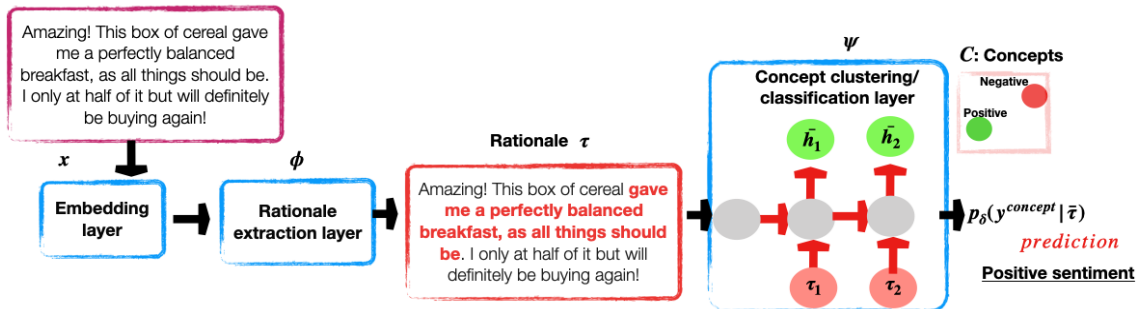 Amazing! This box of cereal gave
me a perfectly balanced
breakfast, as all things should be.
I only at half of it but will definitely
be buying again!
x
Embedding
layer
ϕ
Rationale
extraction layer
Rationale τ
Amazing! This box of cereal gave
me a perfectly balanced
breakfast, as all things should
be. I only at half of it but will
definitely be buying again!
ψ
Concept clustering/
classification layer
h̄₁
h̄₂
τ₁
τ₂
C: Concepts
Negative
Positive
p_δ(y^concept | τ̄)
prediction
Positive sentiment